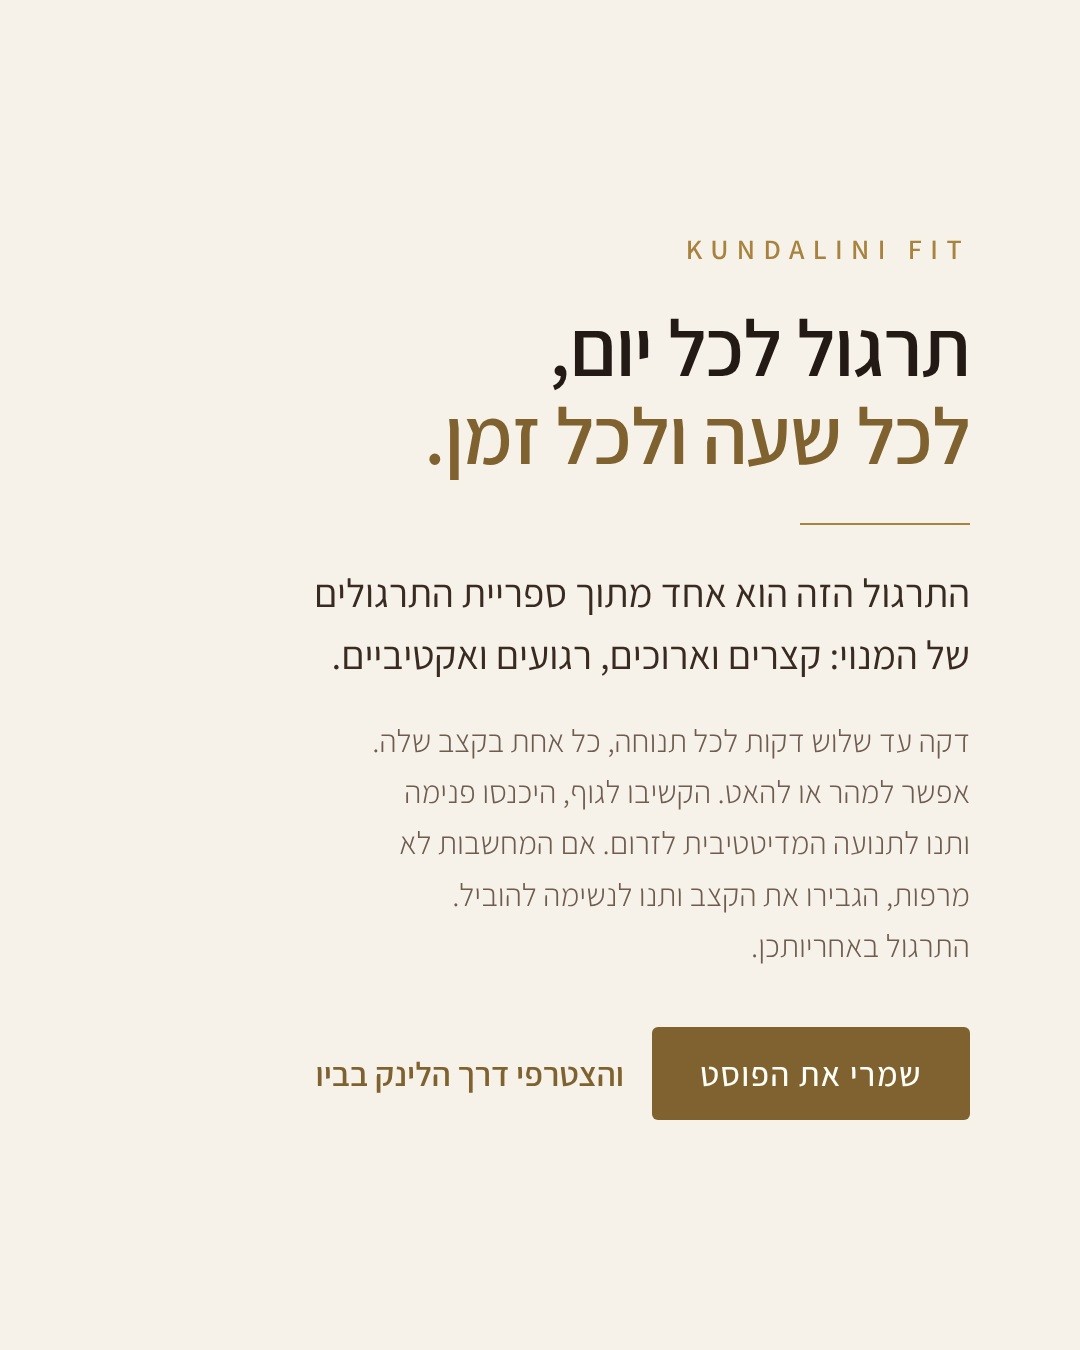 KUNDALINI FIT
תרגול לכל יום,
לכל שעה ולכל זמן.
התרגול הזה הוא אחד מתוך ספריית התרגולים
של המנוי: קצרים וארוכים, רגועים ואקטיביים.
דקה עד שלוש דקות לכל תנוחה, כל אחת בקצב שלה.
אפשר למהר או להאט. הקשיבו לגוף, היכנסו פנימה
ותנו לתנועה המדיטטיבית לזרום. אם המחשבות לא
מרפות, הגבירו את הקצב ותנו לנשימה להוביל.
התרגול באחריותכן.
שמרי את הפוסט
והצטרפי דרך הלינק בביו